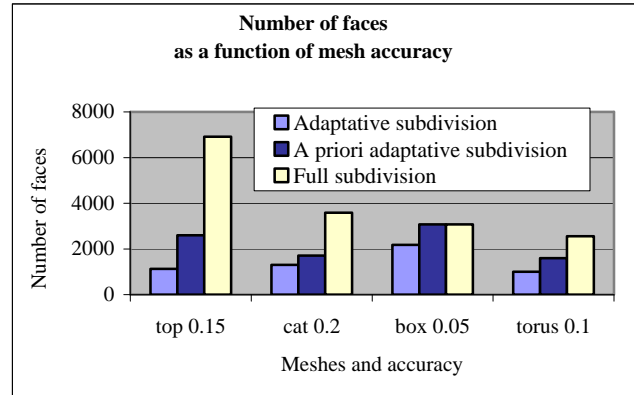 Number of faces
as a function of mesh accuracy
8000
6000
4000
2000
0
Number of faces
Adaptative subdivision
A priori adaptative subdivision
Full subdivision
top 0.15
cat 0.2
box 0.05
torus 0.1
Meshes and accuracy